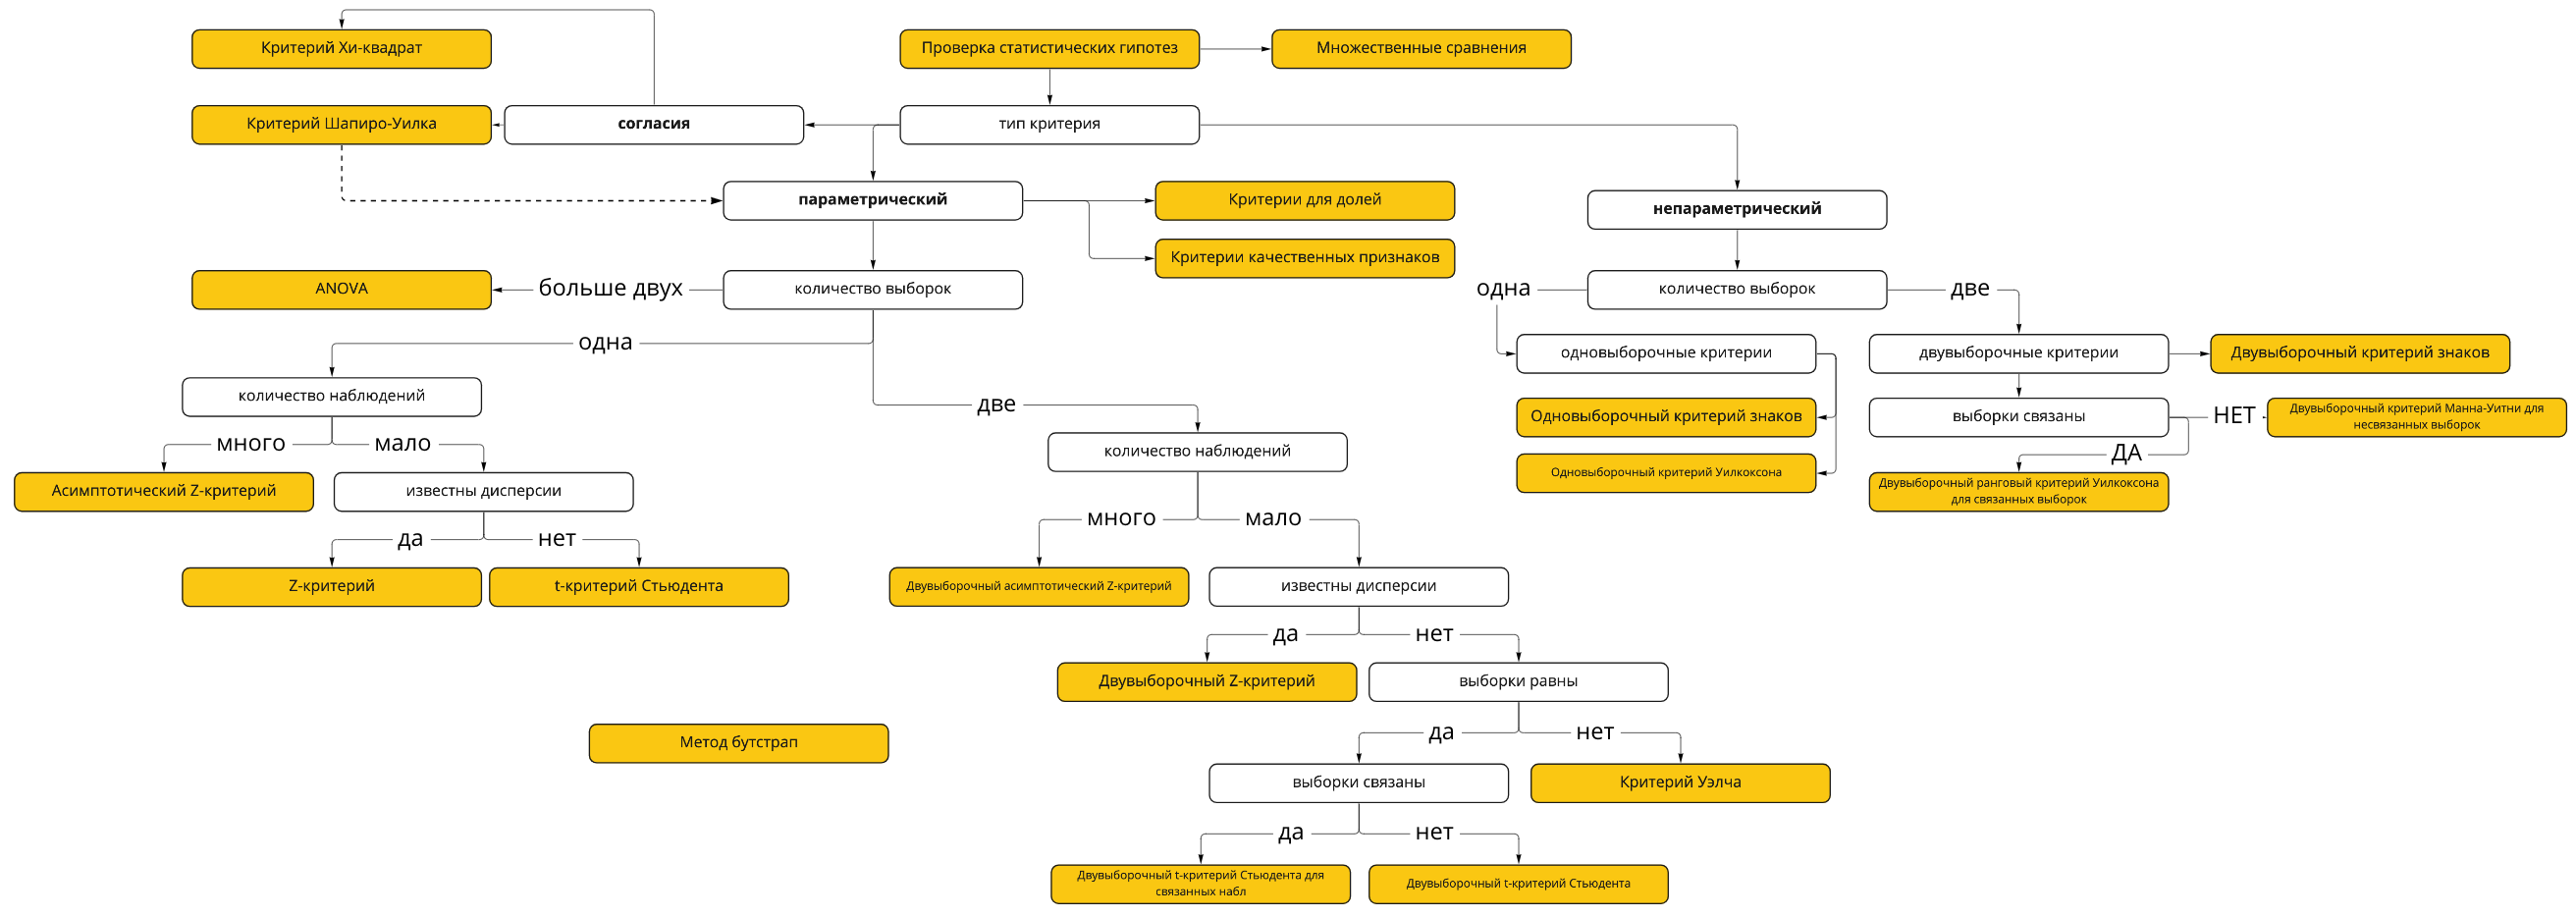 Критерий Хи-квадрат
Проверка статистических гипотез
Множественные сравнения
Критерий Шапиро-Уилка
согласия
тип критерия
параметрический
Критерии для долей
непараметрический
Критерии качественных признаков
ANOVA
больше двух
количество выборок
одна
количество выборок
две
одна
одновыборочные критерии
двувыборочные критерии
Двувыборочный критерий знаков
количество наблюдений
две
Одновыборочный критерий знаков
выборки связаны
НЕТ
Двувыборочный критерий Манна-Уитни для
несвязанных выборок
много
мало
количество наблюдений
ДА
Одновыборочный критерий Уилкоксона
Асимптотический Z-критерий
известны дисперсии
Двувыборочный ранговый критерий Уилкоксона
для связанных выборок
много
мало
да
нет
Z-критерий
t-критерий Стьюдента
Двувыборочный асимптотический Z-критерий
известны дисперсии
да
нет
Двувыборочный Z-критерий
выборки равны
да
нет
Метод бутстрап
выборки связаны
Критерий Уэлча
да
нет
Двувыборочный t-критерий Стьюдента для
связанных набл
Двувыборочный t-критерий Стьюдента